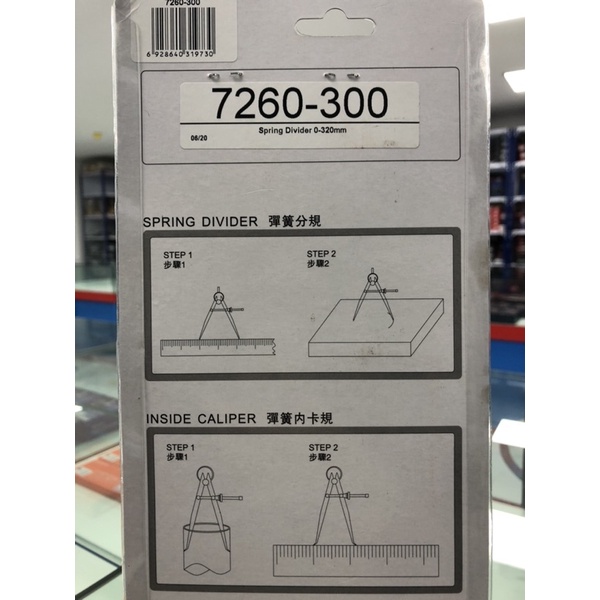 7260-300
6 928640 319730
7260-300
Spring Divider 0-320mm
08/20
SPRING DIVIDER 彈簧分規
STEP 1
步驟1
STEP 2
步驟2
INSIDE CALIPER 彈簧内卡規
STEP 1
步驟1
STEP 2
步驟2